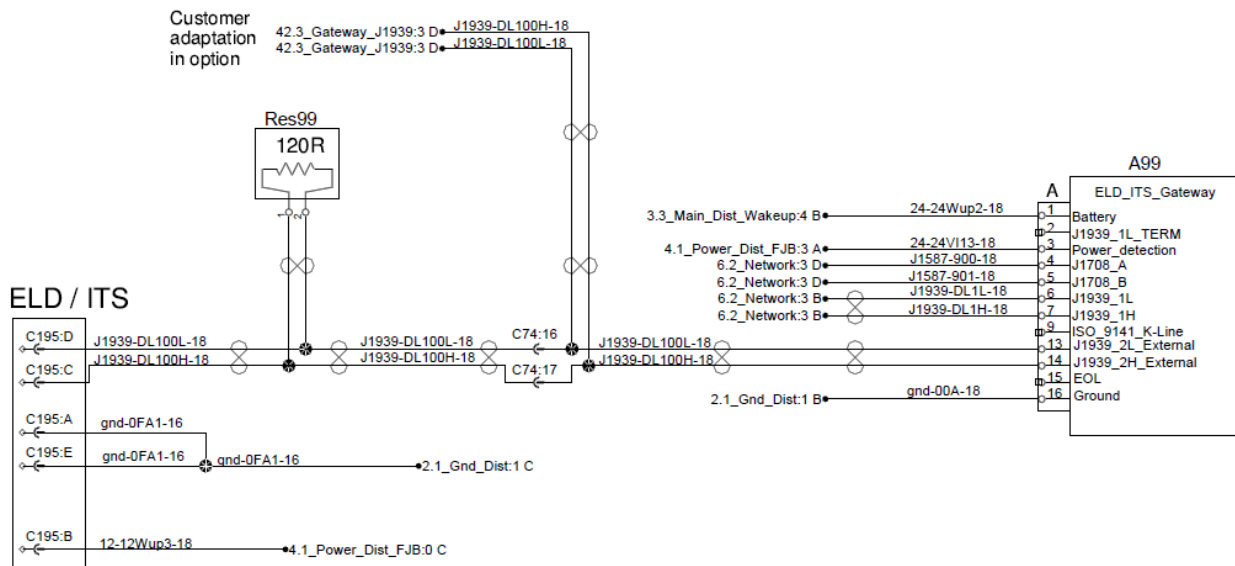 Customer
adaptation
in option
42.3_Gateway_J1939:3 D
J1939-DL100H-18
42.3_Gateway_J1939:3 D
J1939-DL100L-18
Res99
120R
1
2
A99
A
ELD_ITS_Gateway
3.3_Main_Dist_Wakeup:4 B
24-24Wup2-18
1
Battery
2
J1939_1L_TERM
4.1_Power_Dist_FJB:3 A
24-24VI13-18
3
Power_detection
6.2_Network:3 D
J1587-900-18
4
J1708_A
6.2_Network:3 D
J1587-901-18
5
J1708_B
6.2_Network:3 B
J1939-DL1L-18
6
J1939_1L
6.2_Network:3 B
J1939-DL1H-18
7
J1939_1H
9
ISO_9141_K-Line
13
J1939_2L_External
14
J1939_2H_External
15
EOL
2.1_Gnd_Dist:1 B
gnd-00A-18
16
Ground
ELD / ITS
C195:D
J1939-DL100L-18
J1939-DL100L-18
C74:16
J1939-DL100L-18
C195:C
J1939-DL100H-18
J1939-DL100H-18
C74:17
J1939-DL100H-18
C195:A
gnd-0FA1-16
C195:E
gnd-0FA1-16
gnd-0FA1-16
2.1_Gnd_Dist:1 C
C195:B
12-12Wup3-18
4.1_Power_Dist_FJB:0 C